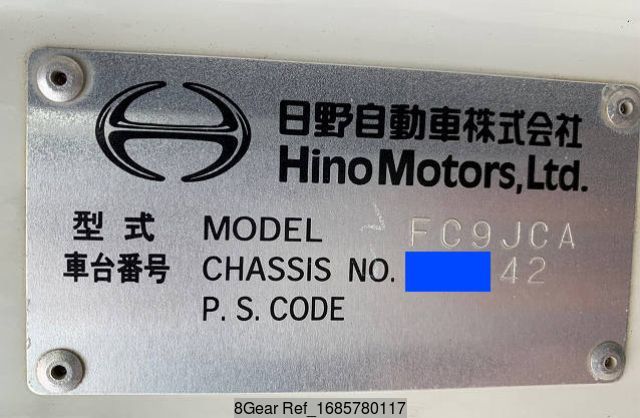 日野自動車株式会社
Hino Motors, Ltd.
型式 MODEL FC9JCA
車台番号 CHASSIS NO. 42
P. S. CODE
8Gear Ref_1685780117